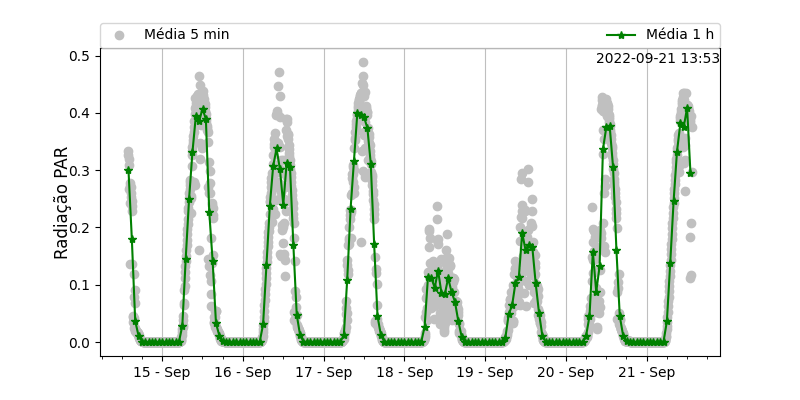 Média 5 min
Média 1 h
2022-09-21 13:53
Radiação PAR
0.5
0.4
0.3
0.2
0.1
0.0
15 - Sep
16 - Sep
17 - Sep
18 - Sep
19 - Sep
20 - Sep
21 - Sep